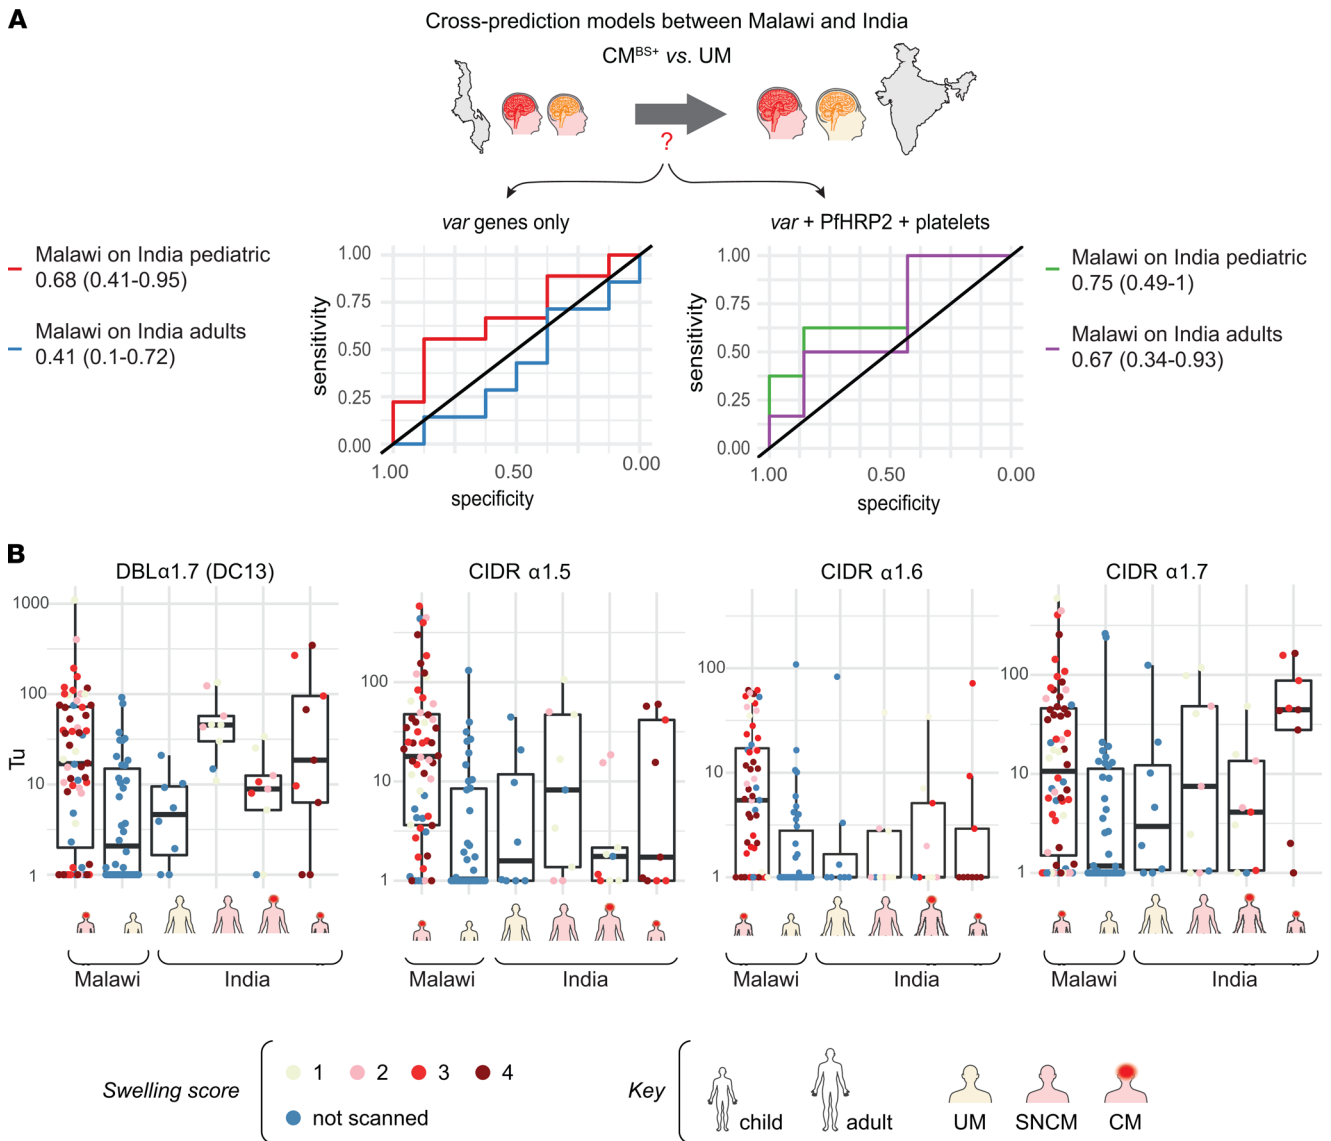 A
Cross-prediction models between Malawi and India
CMBS+ vs. UM
?
var genes only
var + PfHRP2 + platelets
Malawi on India pediatric
0.68 (0.41-0.95)
Malawi on India adults
0.41 (0.1-0.72)
sensitivity
1.00
0.75
0.50
0.25
0.00
1.00
0.50
0.00
specificity
sensitivity
1.00
0.75
0.50
0.25
0.00
1.00
0.50
0.00
specificity
Malawi on India pediatric
0.75 (0.49-1)
Malawi on India adults
0.67 (0.34-0.93)
B
DBLα1.7 (DC13)
CIDR α1.5
CIDR α1.6
CIDR α1.7
Tu
1000
100
10
1
100
10
1
100
10
1
100
10
1
Malawi
India
Malawi
India
Malawi
India
Malawi
India
Swelling score
1
2
3
4
not scanned
Key
child
adult
UM
SNCM
CM